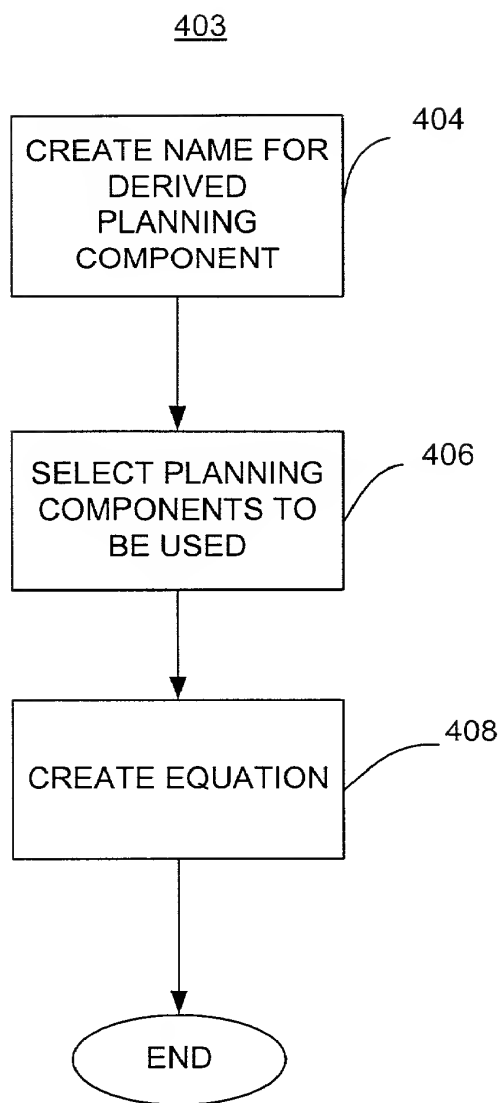 403
404
CREATE NAME FOR
DERIVED
PLANNING
COMPONENT
406
SELECT PLANNING
COMPONENTS TO
BE USED
408
CREATE EQUATION
END